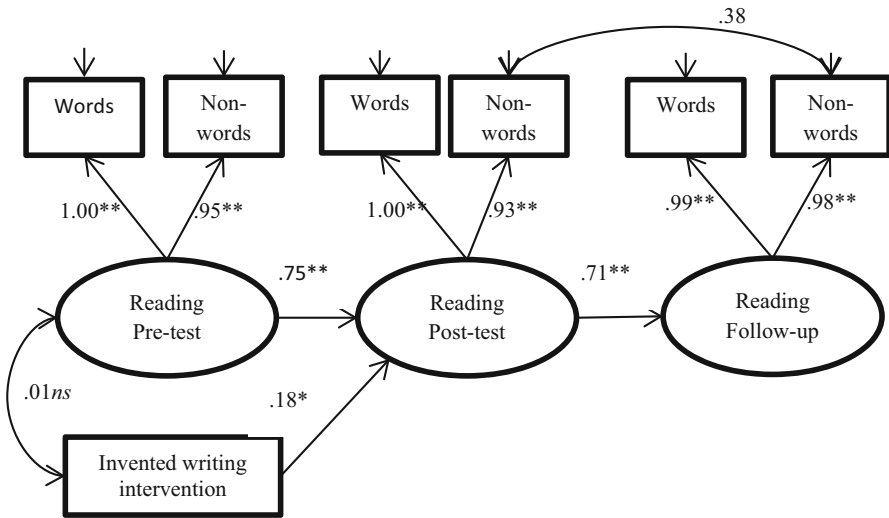 .38
Words
Non-
words
Words
Non-
words
Words
Non-
words
1.00**
.95**
1.00**
.93**
.99**
.98**
Reading
Pre-test
.75**
Reading
Post-test
.71**
Reading
Follow-up
.01ns
.18*
Invented writing
intervention